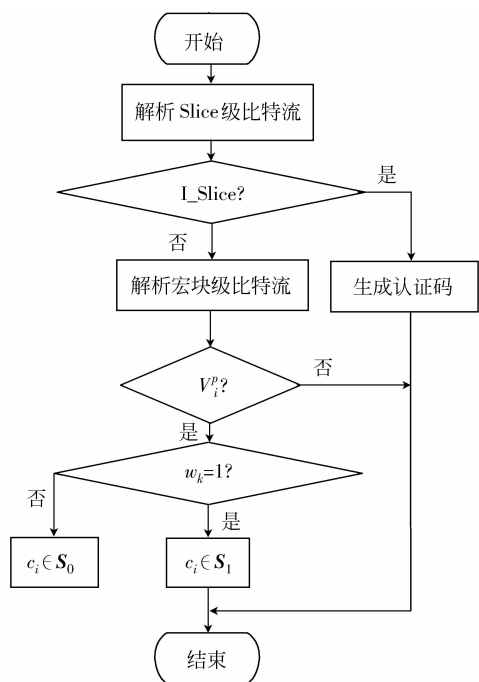 开始
解析 Slice级比特流
I_Slice?
是
否
解析宏块级比特流
生成认证码
V_i^p?
否
是
w_k=1?
否
是
c_i∈S_0
c_i∈S_1
结束